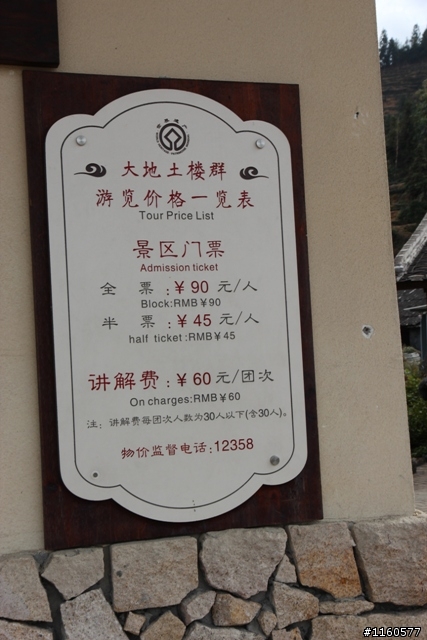 大地土楼群
游览价格一览表
Tour Price List
景区门票
Admission ticket
全 票 :￥90 元/人
Block:RMB￥90
半 票 :￥45 元/人
half ticket:RMB￥45
讲解费:￥60元/团次
On charges:RMB￥60
注: 讲解费每团次人数为30人以下(含30人)。
物价监督电话:12358
#1160577